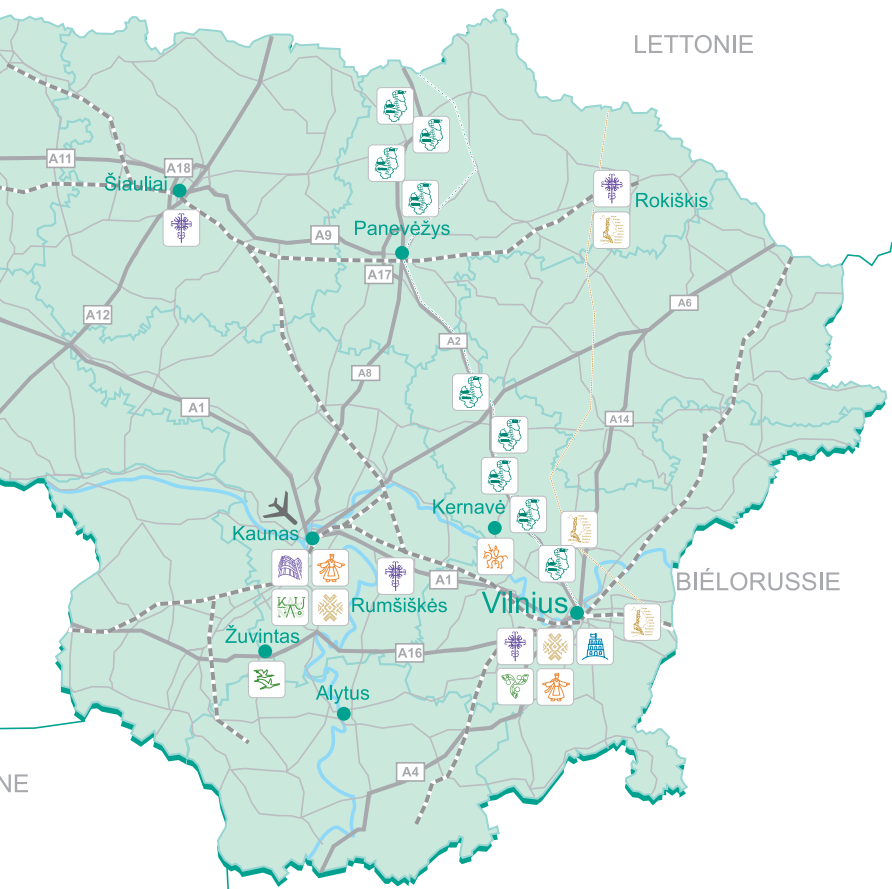 LETTONIE
A11
A18
Šiauliai
Rokiškis
Panevėžys
A9
A17
A12
A6
A2
A8
A1
A14
Kernavė
Kaunas
BIÉLORUSSIE
A1
Rumšiškės
Vilnius
KAU
Žuvintas
A16
Alytus
A4
NE